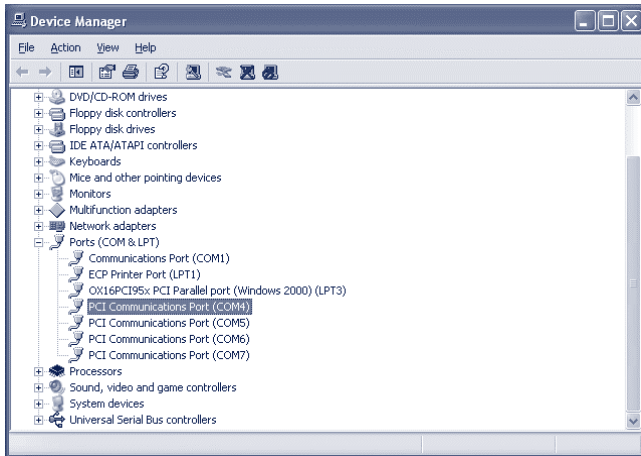 Device Manager
File Action View Help
DVD/CD-ROM drives
Floppy disk controllers
Floppy disk drives
IDE ATA/ATAPI controllers
Keyboards
Mice and other pointing devices
Monitors
Multifunction adapters
Network adapters
Ports (COM & LPT)
Communications Port (COM1)
ECP Printer Port (LPT1)
OX16PCI95x PCI Parallel port (Windows 2000) (LPT3)
PCI Communications Port (COM4)
PCI Communications Port (COM5)
PCI Communications Port (COM6)
PCI Communications Port (COM7)
Processors
Sound, video and game controllers
System devices
Universal Serial Bus controllers